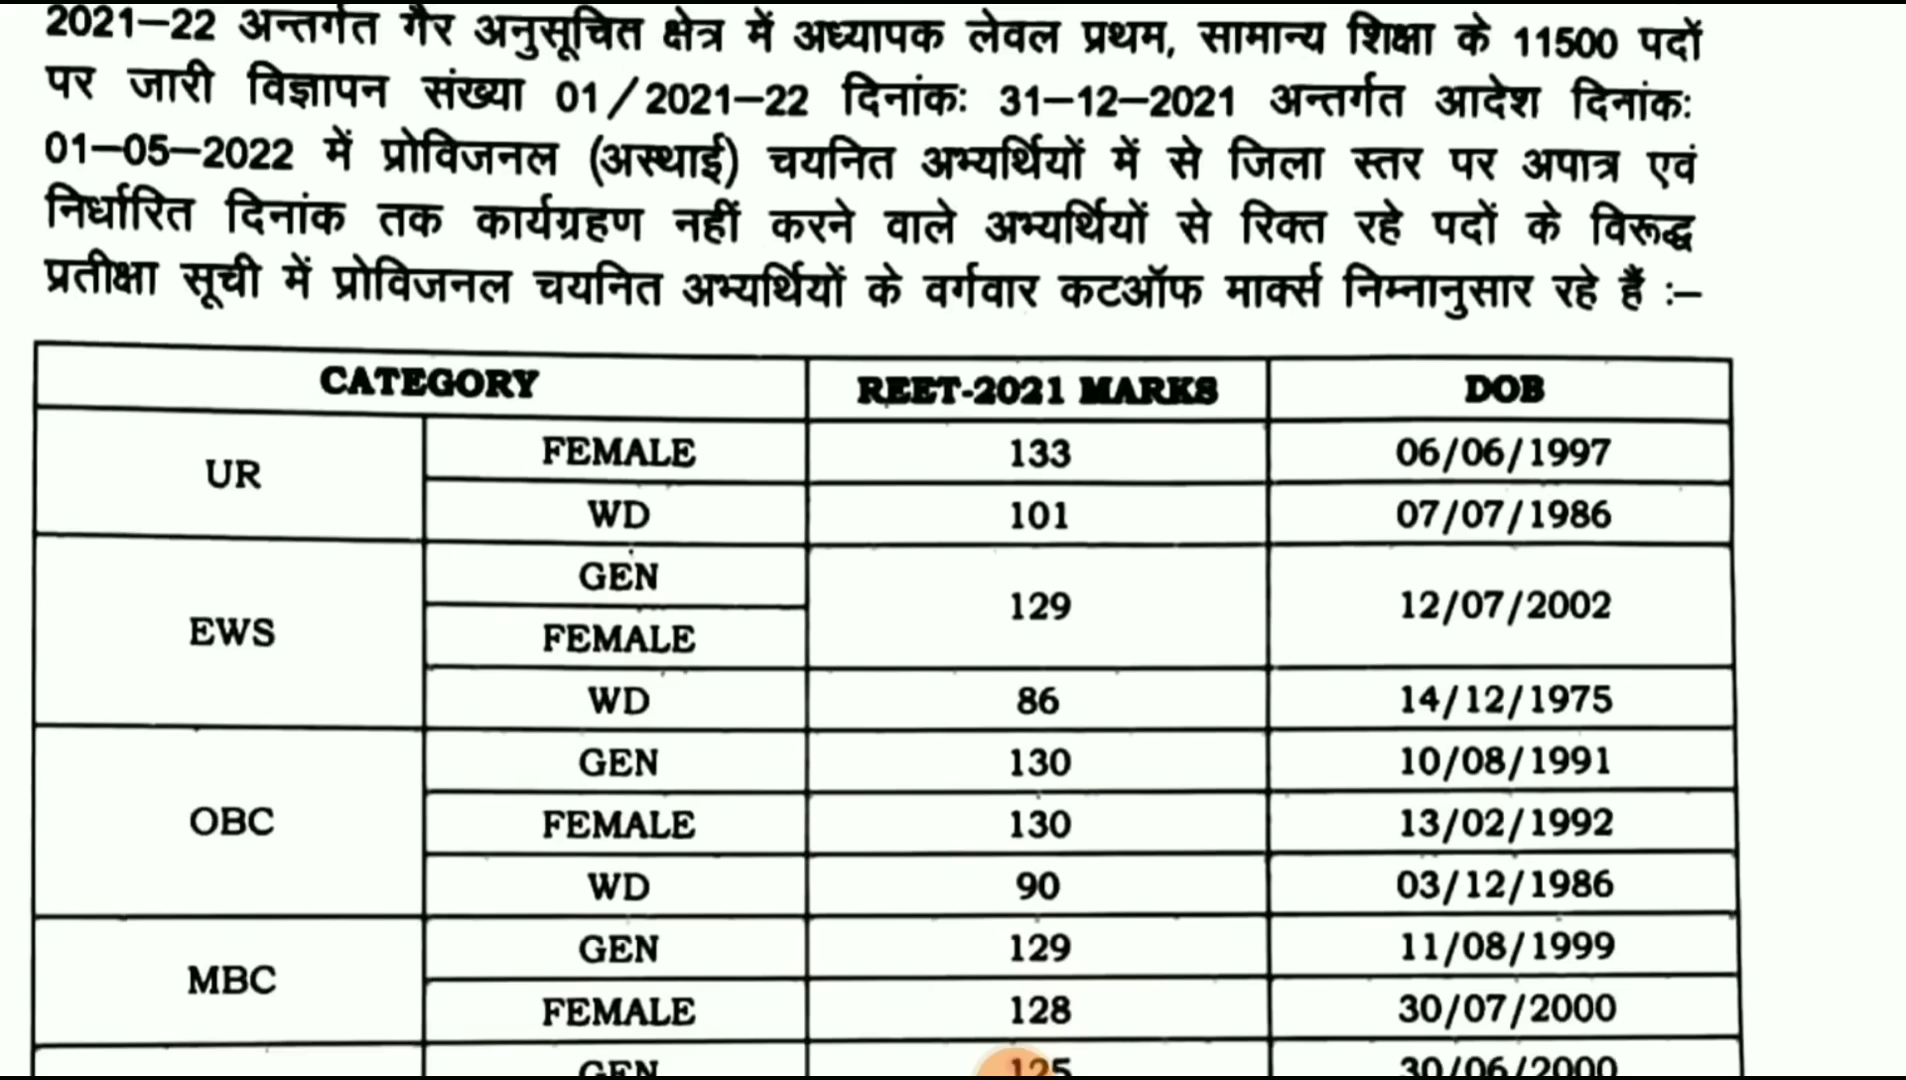 2021–22 अन्तर्गत गैर अनुसूचित क्षेत्र में अध्यापक लेवल प्रथम, सामान्य शिक्षा के 11500 पदों
पर जारी विज्ञापन संख्या 01/2021–22 दिनांकः 31–12–2021 अन्तर्गत आदेश दिनांकः
01–05–2022 में प्रोविजनल (अस्थाई) चयनित अभ्यर्थियों में से जिला स्तर पर अपात्र एवं
निर्धारित दिनांक तक कार्यग्रहण नहीं करने वाले अभ्यर्थियों से रिक्त रहे पदों के विरूद्ध
प्रतीक्षा सूची में प्रोविजनल चयनित अभ्यर्थियों के वर्गवार कटऑफ मार्क्स निम्नानुसार रहे हैं :–
CATEGORY REET-2021 MARKS DOB
UR FEMALE 133 06/06/1997
WD 101 07/07/1986
EWS GEN 129 12/07/2002
FEMALE
WD 86 14/12/1975
OBC GEN 130 10/08/1991
FEMALE 130 13/02/1992
WD 90 03/12/1986
MBC GEN 129 11/08/1999
FEMALE 128 30/07/2000
GEN 125 30/06/2000